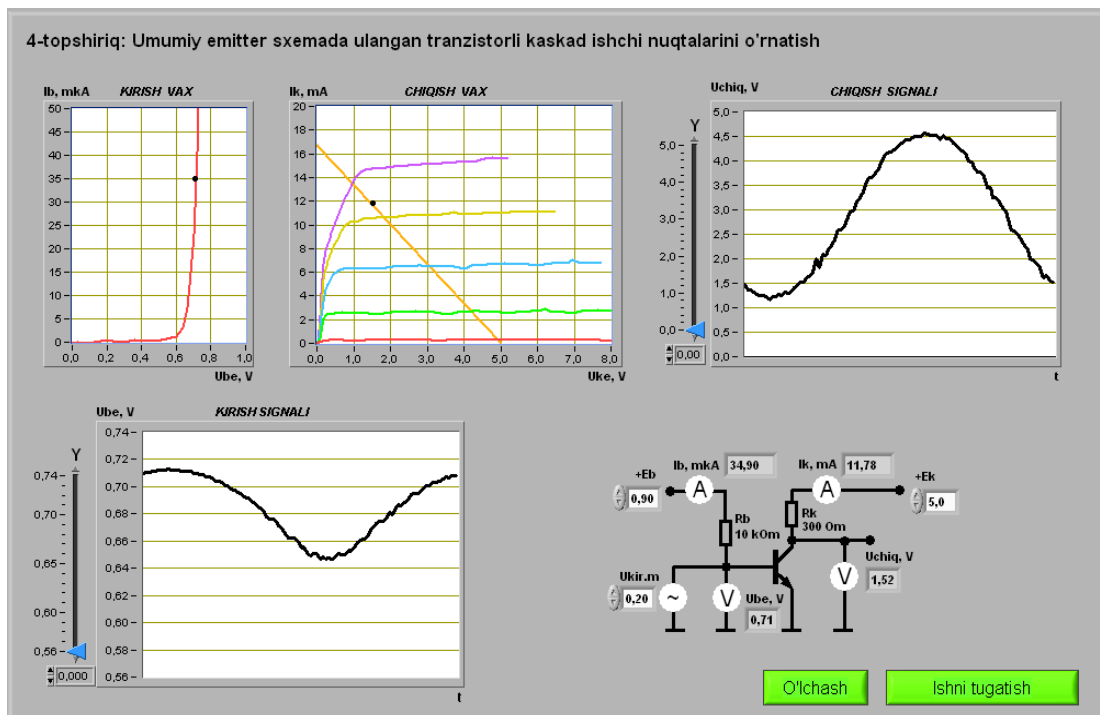 4-topshiriq: Umumiy emitter sxemada ulangan tranzistorli kaskad ishchi nuqtalarini o'rnatish
Ib, mkA KIRISH VAX
50
45
40
35
30
25
20
15
10
5
0
0,0 0,2 0,4 0,6 0,8 1,0
Ube, V
Ik, mA CHIQISH VAX
20
18
16
14
12
10
8
6
4
2
0
0,0 1,0 2,0 3,0 4,0 5,0 6,0 7,0 8,0
Uke, V
Y
5,0
4,0
3,0
2,0
1,0
0,0
0,00
Uchiq, V CHIQISH SIGNALI
5,0
4,5
4,0
3,5
3,0
2,5
2,0
1,5
1,0
0,5
0,0
t
Y
0,74
0,70
0,65
0,60
0,56
0,000
Ube, V KIRISH SIGNALI
0,74
0,72
0,70
0,68
0,66
0,64
0,62
0,60
0,58
0,56
t
Ib, mkA 34,90 Ik, mA 11,78
+Eb +Ek
0,90 A A 5,0
Rb
10 kOm
Rk
300 Om
Ukir.m
0,20 ~ V V
Ube, V
0,71
Uchiq, V
1,52
O'lchash Ishni tugatish